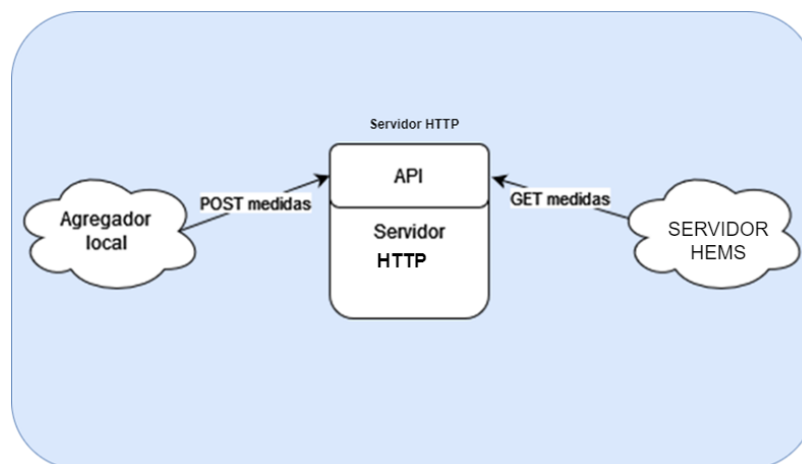 Servidor HTTP
API
POST medidas
GET medidas
Agregador
local
Servidor
HTTP
SERVIDOR
HEMS